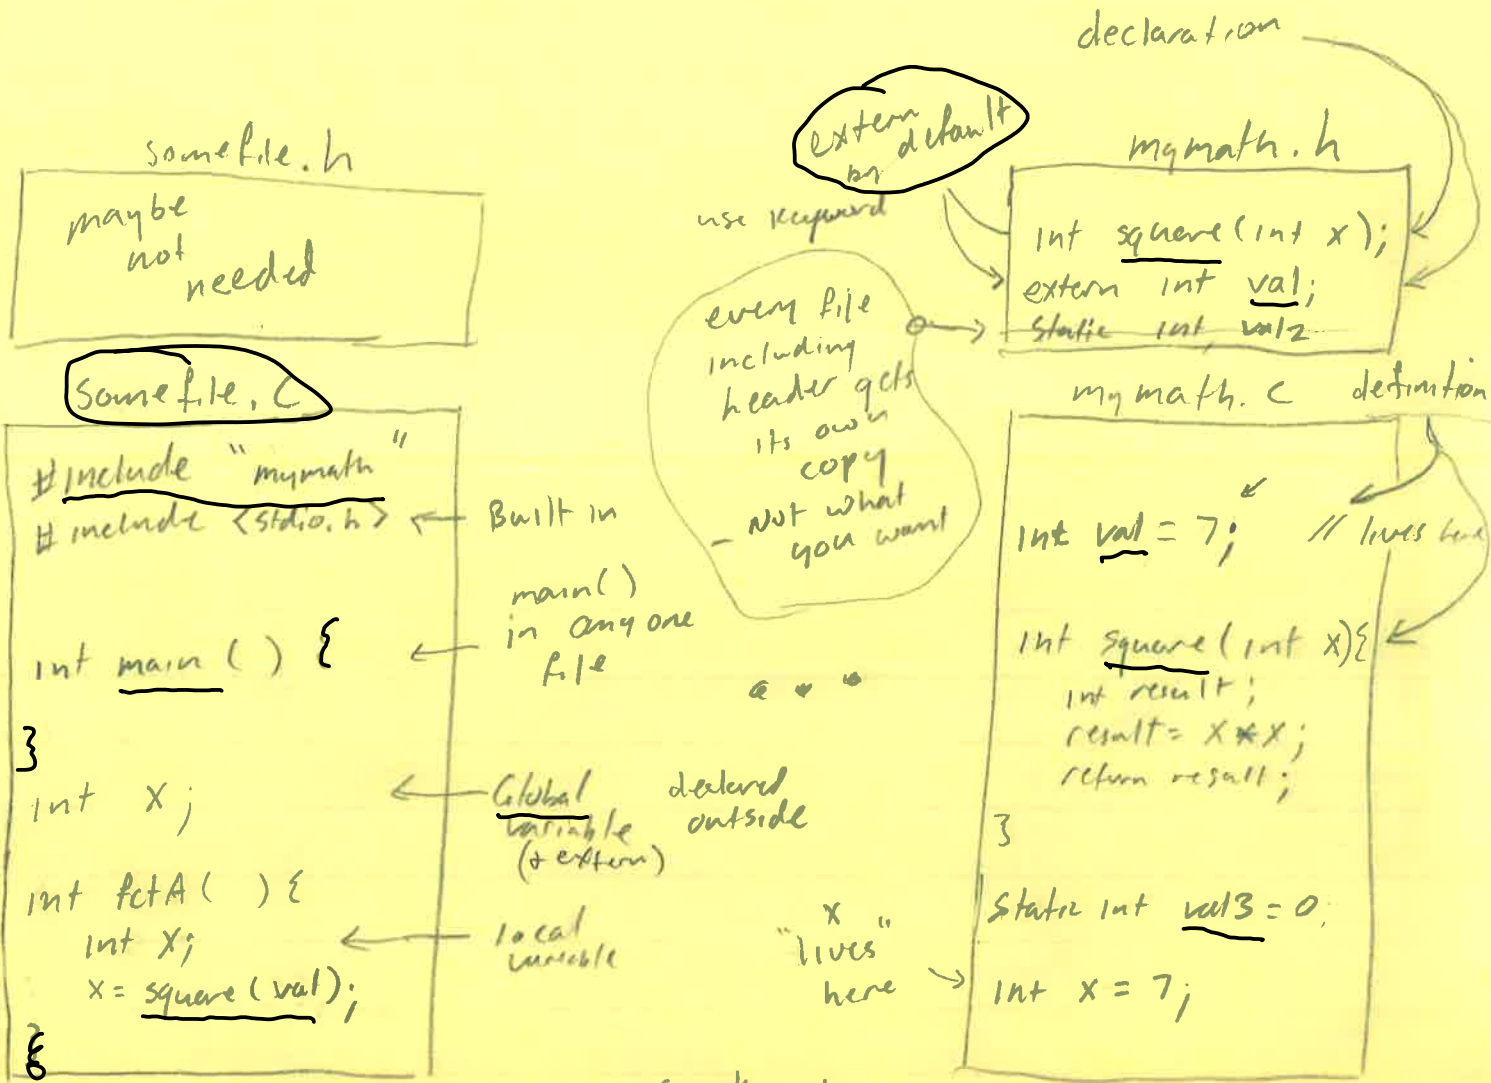 declaration
extern
by default
use keyword
somefile.h
maybe
not
needed
mymath.h
int square(int x);
extern int val;
static int val2
every file
including
header gets
its own
copy
- Not what
you want
somefile.c
#include "mymath"
#include <stdio.h>
Built in
int main ( ) {
main()
in any one
file
}
int x;
Global declared
variable outside
(+ extern)
int fctA ( ) {
int x;
local
variable
x = square(val);
}
mymath.c definition
int val = 7; // lives here
int square(int x){
int result;
result = x*x;
return result;
}
static int val3 = 0;
x
"lives"
here
int x = 7;